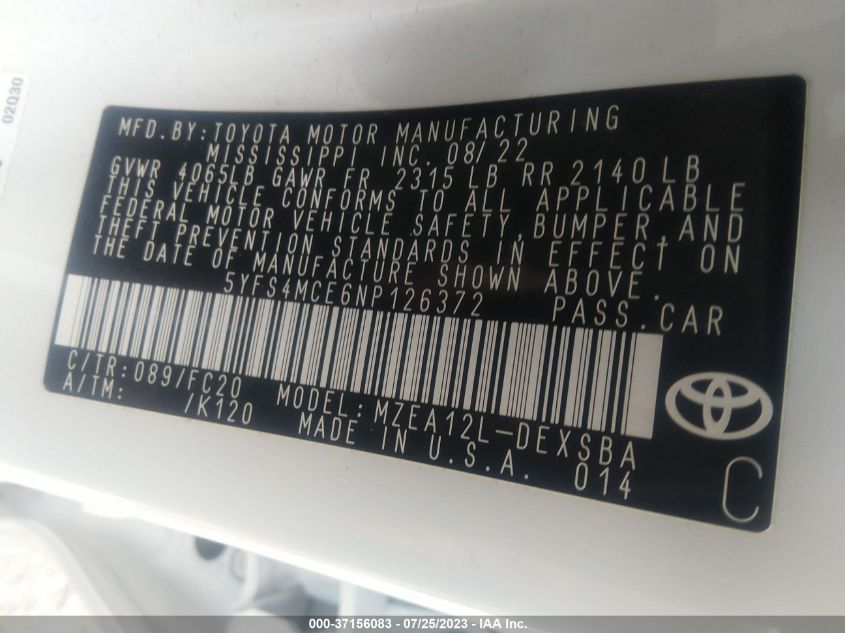 02Q30
MFD.BY:TOYOTA MOTOR MANUFACTURING
MISSISSIPPI INC. 08/22
GVWR 4065LB GAWR FR 2315 LB RR 2140 LB
THIS VEHICLE CONFORMS TO ALL APPLICABLE
FEDERAL MOTOR VEHICLE SAFETY,BUMPER,AND
THEFT PREVENTION STANDARDS IN EFFECT ON
THE DATE OF MANUFACTURE SHOWN ABOVE.
5YFS4MCE6NP126372 PASS.CAR
C/TR:089/FC20 MODEL:MZEA12L-DEXSBA
A/TM: /K120 MADE IN U.S.A. 014
C
000-37156083 - 07/25/2023 - IAA Inc.